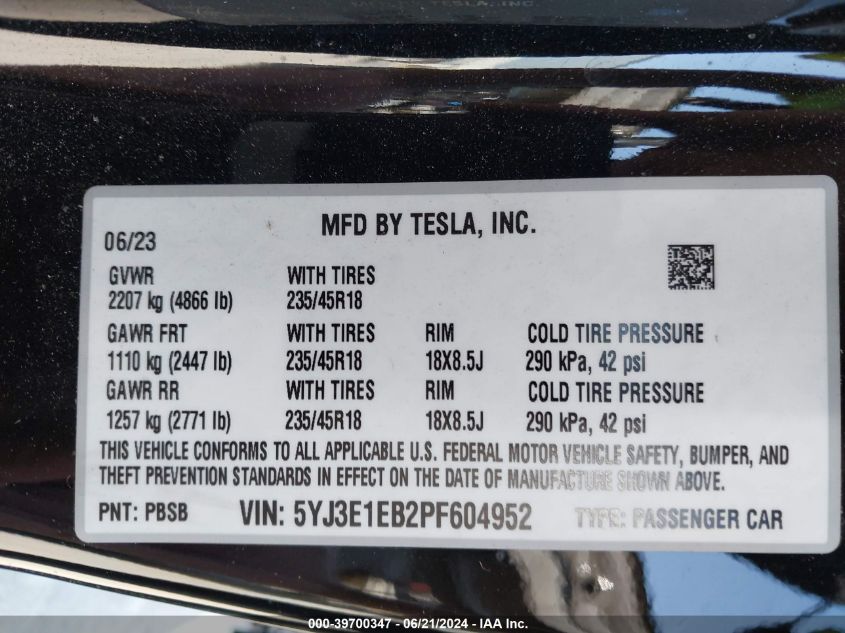 MFD BY TESLA, INC.
06/23
GVWR WITH TIRES
2207 kg (4866 lb) 235/45R18
GAWR FRT WITH TIRES RIM COLD TIRE PRESSURE
1110 kg (2447 lb) 235/45R18 18X8.5J 290 kPa, 42 psi
GAWR RR WITH TIRES RIM COLD TIRE PRESSURE
1257 kg (2771 lb) 235/45R18 18X8.5J 290 kPa, 42 psi
THIS VEHICLE CONFORMS TO ALL APPLICABLE U.S. FEDERAL MOTOR VEHICLE SAFETY, BUMPER, AND
THEFT PREVENTION STANDARDS IN EFFECT ON THE DATE OF MANUFACTURE SHOWN ABOVE.
PNT: PBSB VIN: 5YJ3E1EB2PF604952 TYPE: PASSENGER CAR
000-39700347 - 06/21/2024 - IAA, Inc.